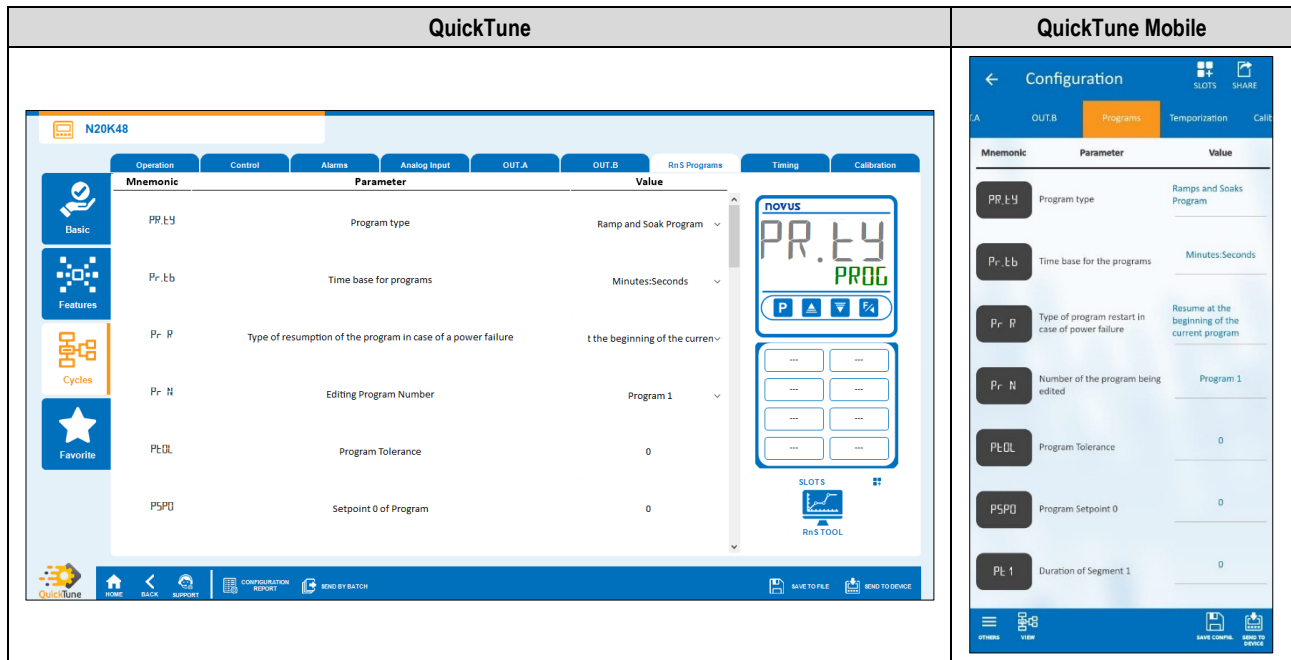 QuickTune
QuickTune Mobile
N20K48
Operation Control Alarms Analog Input OUT.A OUT.B RnS Programs Timing Calibration
Mnemonic Parameter Value
Basic
Features
Cycles
Favorite
PR.tY Program type Ramp and Soak Program
Pr.tb Time base for programs Minutes:Seconds
Pr R Type of resumption of the program in case of a power failure t the beginning of the curren
Pr N Editing Program Number Program 1
PtOL Program Tolerance 0
PSP0 Setpoint 0 of Program 0
novus
PR.tY
PROG
P F/
--- ---
--- ---
--- ---
--- ---
SLOTS
RnS TOOL
QuickTune
HOME BACK SUPPORT
CONFIGURATION
REPORT
SEND BY BATCH
SAVE TO FILE SEND TO DEVICE
Configuration
SLOTS SHARE
.A OUT.B Programs Temporization Calib
Mnemonic Parameter Value
PR.tY Program type
Ramps and Soaks
Program
Pr.tb Time base for the programs Minutes:Seconds
Pr R
Type of program restart in
case of power failure
Resume at the
beginning of the
current program
Pr N
Number of the program being
edited
Program 1
PtOL Program Tolerance 0
PSP0 Program Setpoint 0 0
Pt 1 Duration of Segment 1 0
OTHERS VIEW SAVE CONFIG. SEND TO
DEVICE